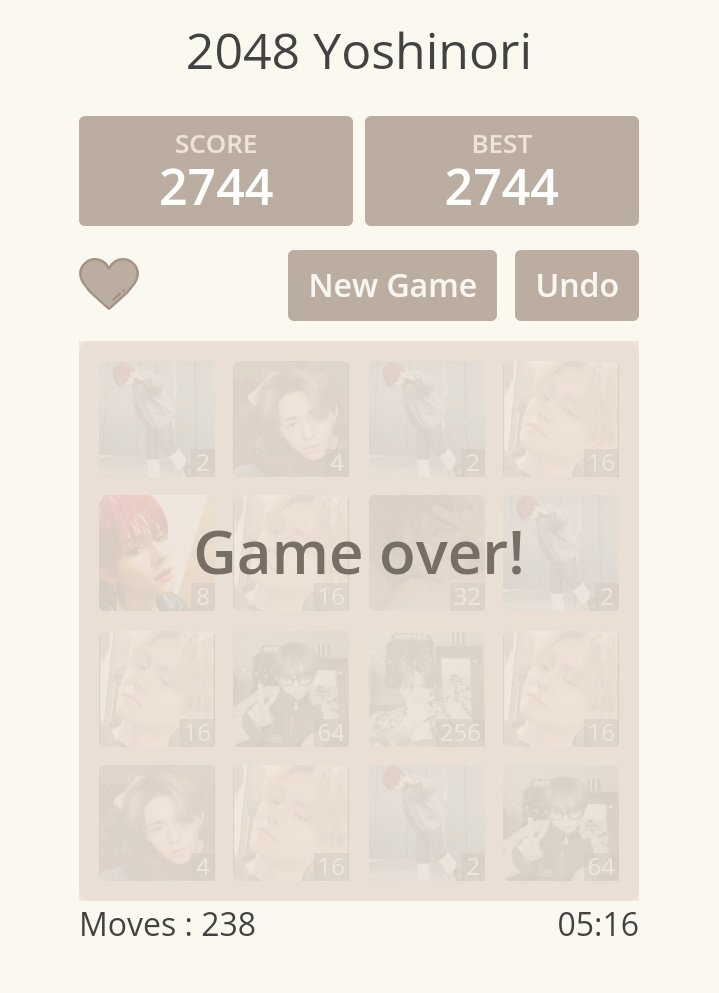 2048 Yoshinori
SCORE BEST
2744 2744
New Game Undo
2 4 2 16
8 16 32 2
Game over!
16 64 256 16
4 16 2 64
Moves : 238 05:16